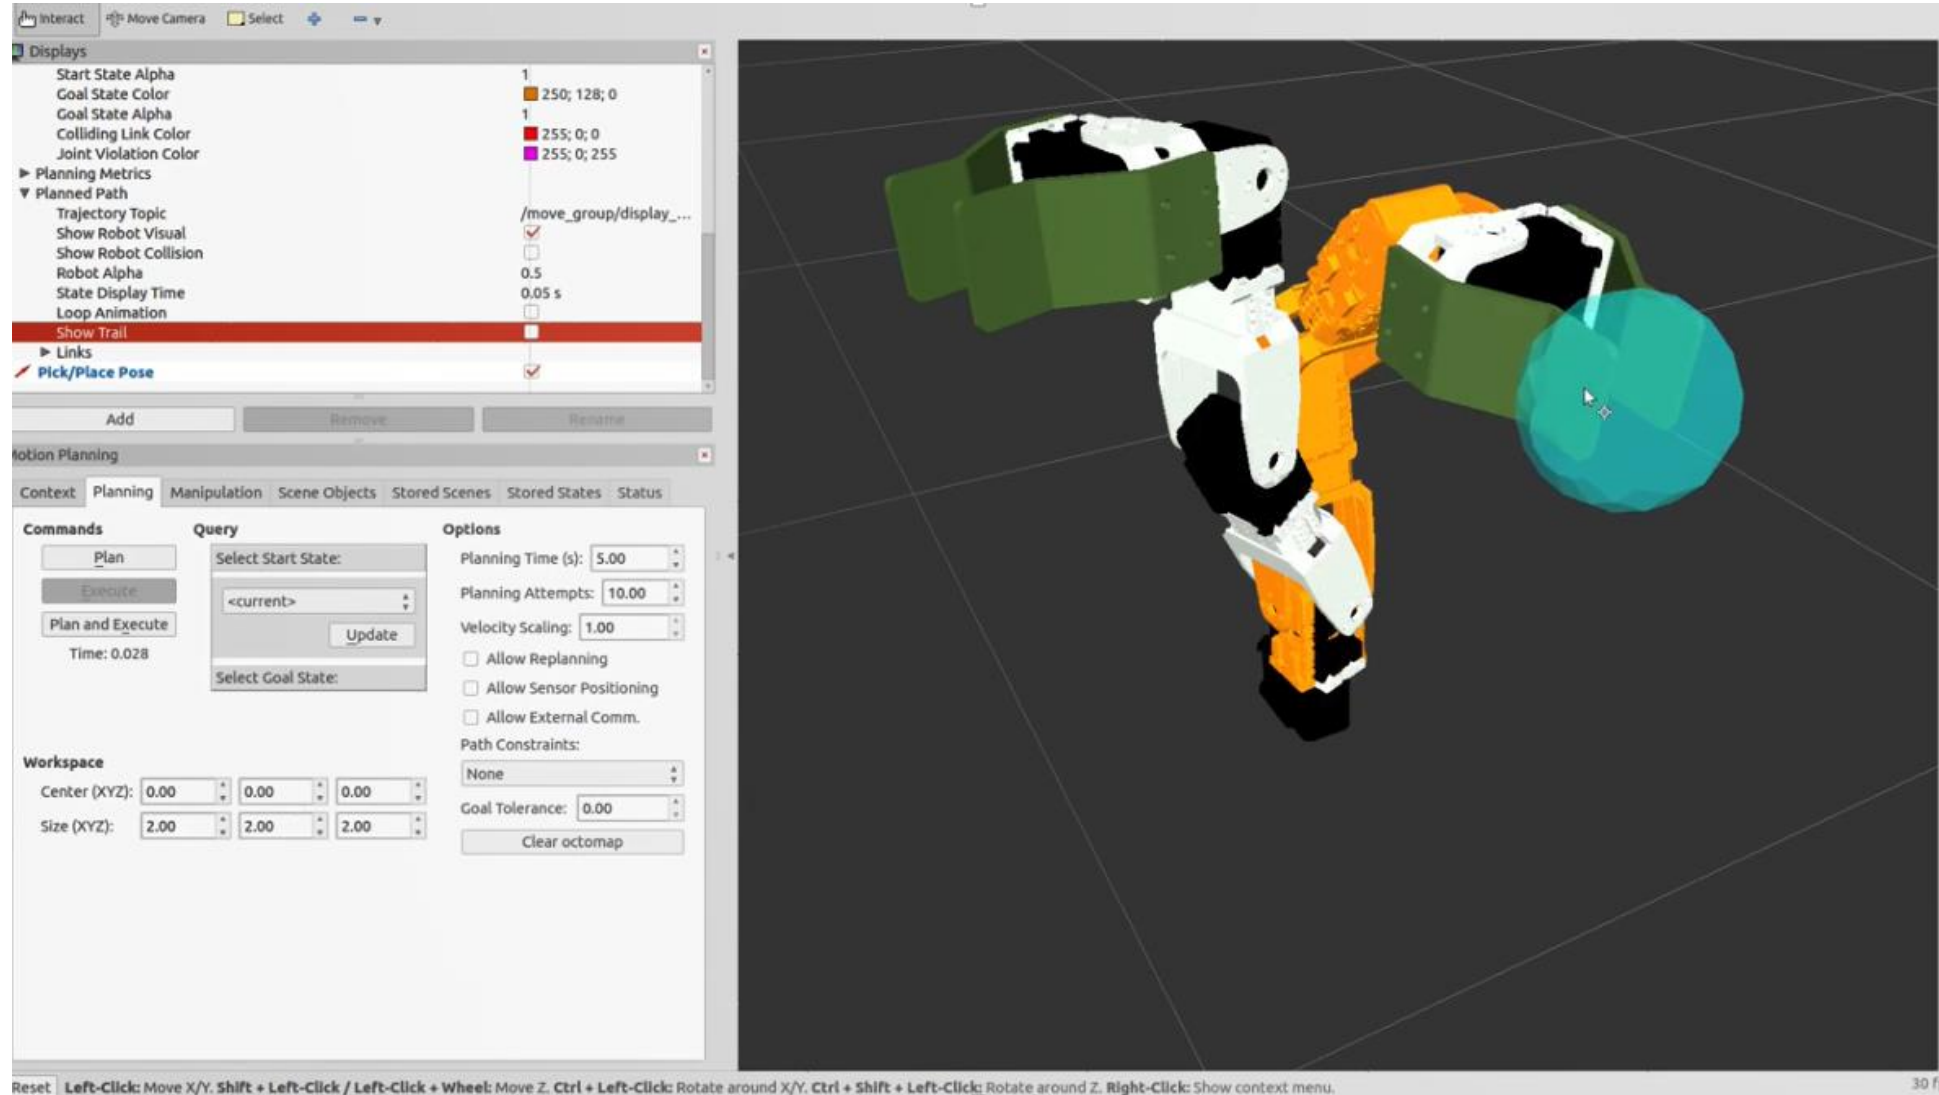 Interact Move Camera Select
Displays
Start State Alpha 1
Goal State Color 250; 128; 0
Goal State Alpha 1
Colliding Link Color 255; 0; 0
Joint Violation Color 255; 0; 255
Planning Metrics
Planned Path
Trajectory Topic /move_group/display_...
Show Robot Visual
Show Robot Collision
Robot Alpha 0.5
State Display Time 0.05 s
Loop Animation
Show Trail
Links
Pick/Place Pose
Add Remove Rename
Motion Planning
Context Planning Manipulation Scene Objects Stored Scenes Stored States Status
Commands Query Options
Plan Select Start State: Planning Time (s): 5.00
Execute <current> Planning Attempts: 10.00
Plan and Execute Update Velocity Scaling: 1.00
Time: 0.028 Allow Replanning
Select Goal State: Allow Sensor Positioning
Allow External Comm.
Path Constraints:
Workspace None
Center (XYZ): 0.00 0.00 0.00
Goal Tolerance: 0.00
Size (XYZ): 2.00 2.00 2.00
Clear octomap
Reset Left-Click: Move X/Y. Shift + Left-Click / Left-Click + Wheel: Move Z. Ctrl + Left-Click: Rotate around X/Y. Ctrl + Shift + Left-Click: Rotate around Z. Right-Click: Show context menu. 30 f